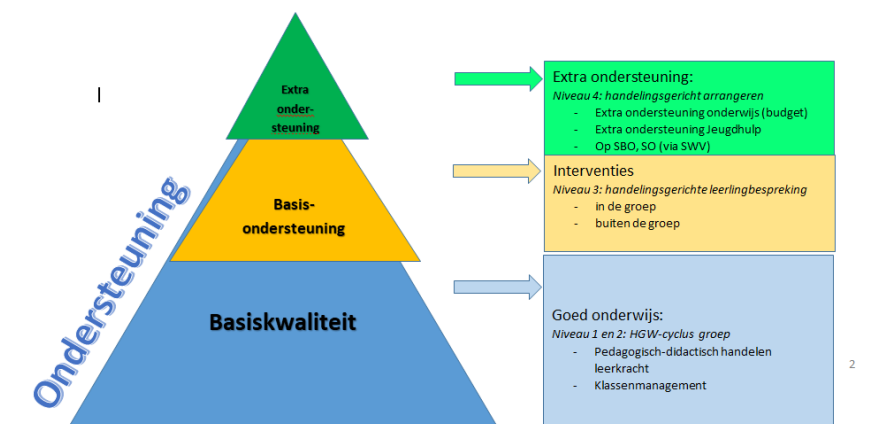 Ondersteuning
Extra
onder-
steuning
Basis-
ondersteuning
Basiskwaliteit
Extra ondersteuning:
Niveau 4: handelingsgericht arrangeren
- Extra ondersteuning onderwijs (budget)
- Extra ondersteuning Jeugdhulp
- Op SBO, SO (via SWV)
Interventies
Niveau 3: handelingsgerichte leerlingbespreking
- in de groep
- buiten de groep
Goed onderwijs:
Niveau 1 en 2: HGW-cyclus groep
- Pedagogisch-didactisch handelen
leerkracht
- Klassenmanagement
2